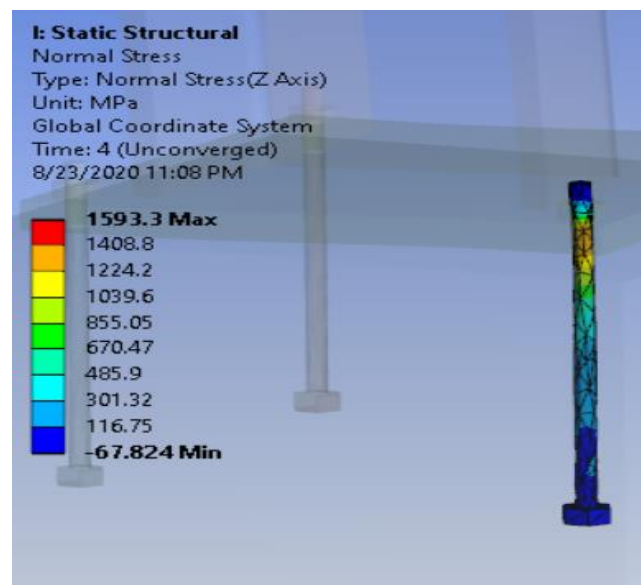 I: Static Structural
Normal Stress
Type: Normal Stress(Z Axis)
Unit: MPa
Global Coordinate System
Time: 4 (Unconverged)
8/23/2020 11:08 PM
1593.3 Max
1408.8
1224.2
1039.6
855.05
670.47
485.9
301.32
116.75
-67.824 Min